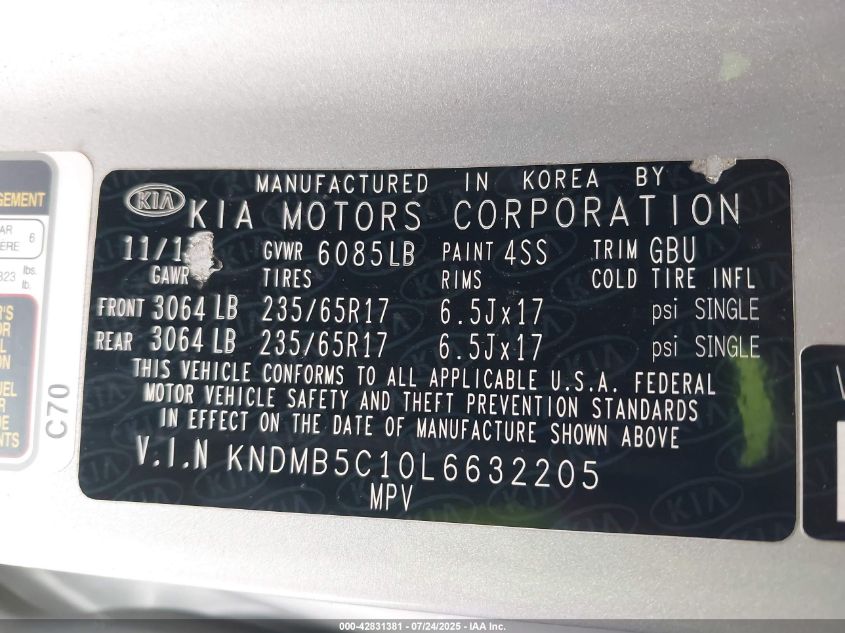 KIA
MANUFACTURED IN KOREA BY
KIA MOTORS CORPORATION
GVWR 6085LB PAINT 4SS TRIM GBU
GAWR TIRES RIMS COLD TIRE INFL
FRONT 3064 LB 235/65R17 6.5Jx17 psi SINGLE
REAR 3064 LB 235/65R17 6.5Jx17 psi SINGLE
THIS VEHICLE CONFORMS TO ALL APPLICABLE U.S.A. FEDERAL
MOTOR VEHICLE SAFETY AND THEFT PREVENTION STANDARDS
IN EFFECT ON THE DATE OF MANUFACTURE SHOWN ABOVE
V.I.N KNDMB5C10L6632205
MPV
C70
6
lbs.
000-42831381 - 07/24/2025 - IAA Inc.